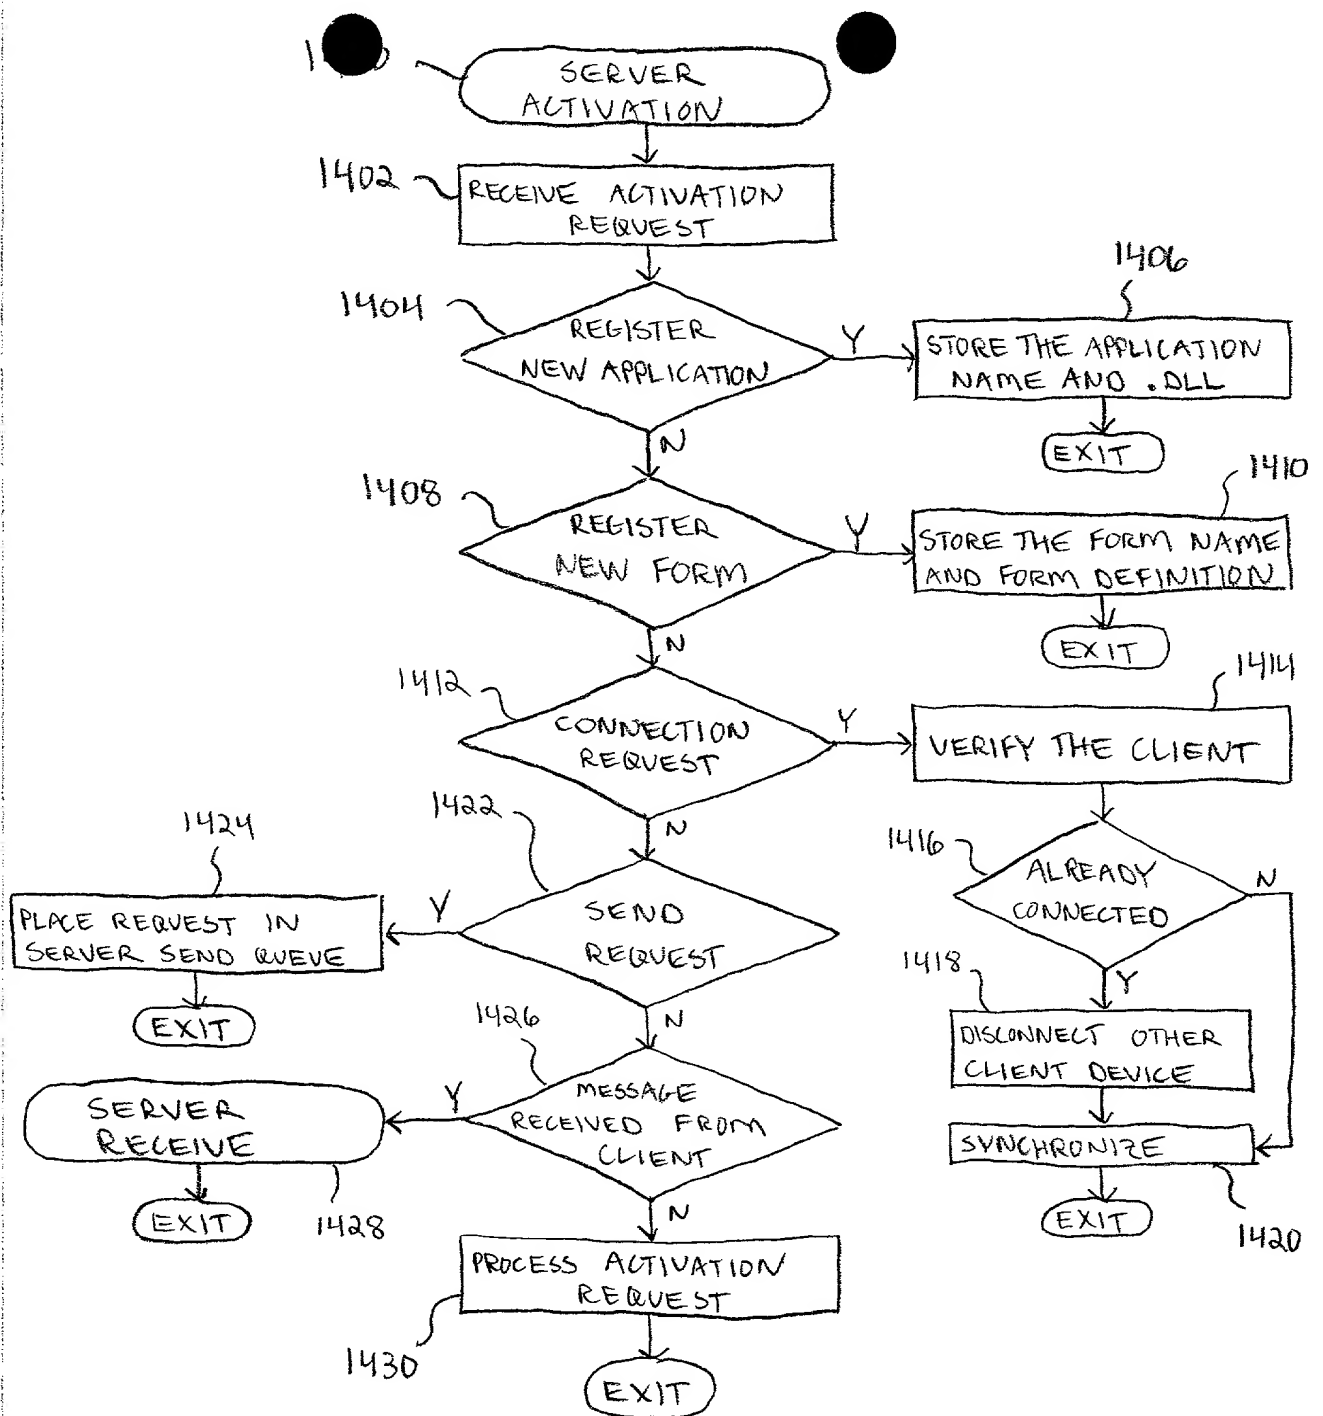 SERVER
ACTIVATION
1402
RECEIVE ACTIVATION
REQUEST
1404
REGISTER
NEW APPLICATION
Y
1406
STORE THE APPLICATION
NAME AND .DLL
EXIT
N
1408
REGISTER
NEW FORM
Y
1410
STORE THE FORM NAME
AND FORM DEFINITION
EXIT
N
1412
CONNECTION
REQUEST
Y
1414
VERIFY THE CLIENT
1416
ALREADY
CONNECTED
N
Y
1418
DISCONNECT OTHER
CLIENT DEVICE
SYNCHRONIZE
1420
EXIT
N
1422
SEND
REQUEST
Y
1424
PLACE REQUEST IN
SERVER SEND QUEUE
EXIT
N
1426
MESSAGE
RECEIVED FROM
CLIENT
Y
SERVER
RECEIVE
1428
EXIT
N
PROCESS ACTIVATION
REQUEST
1430
EXIT